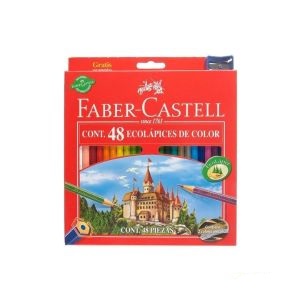 Gratis
FABER-CASTELL
since 1761
CONT. 48 ECOLÁPICES DE COLOR
CONT. 48 PIEZAS